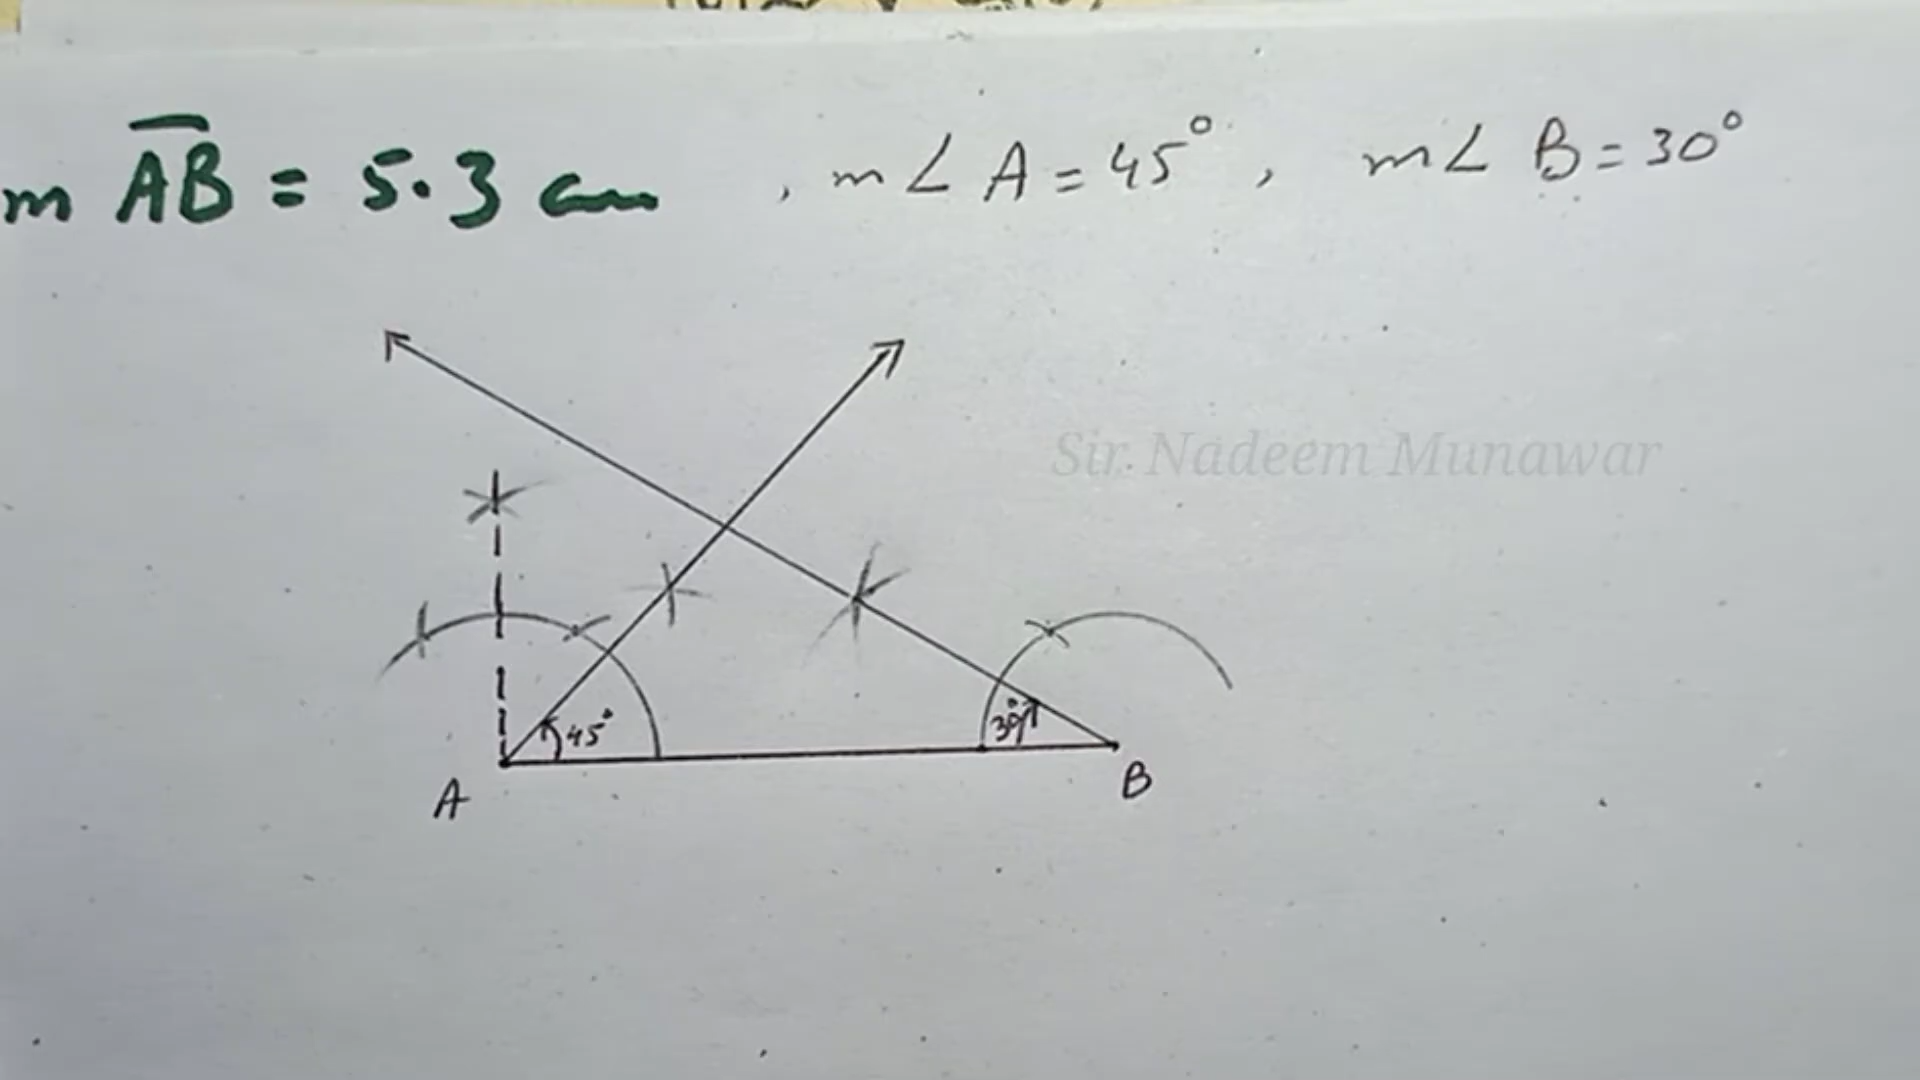 m AB = 5.3 cm , m∠A = 45°, m∠B = 30°
Sir Nadeem Munawar
45° 30°
A B